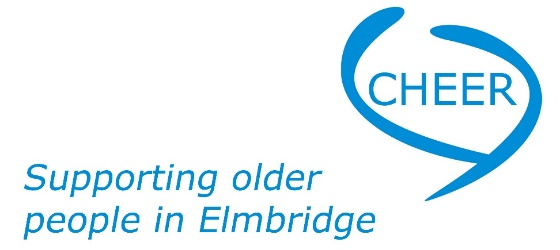 CHEER
Supporting older
people in Elmbridge